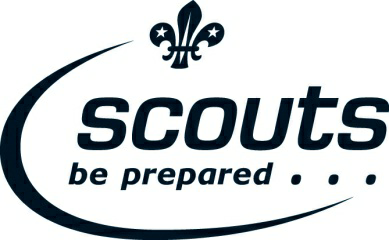 scouts
be prepared . . .